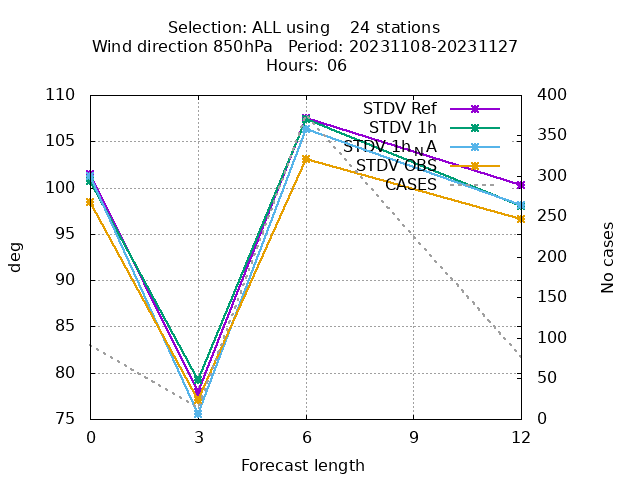 Selection: ALL using    24 stations
Wind direction 850hPa   Period: 20231108-20231127
Hours: 06
110
105
100
95
90
85
80
75
400
350
300
250
200
150
100
50
0
STDV Ref
STDV 1h
STDV 1h_NA
STDV OBS
CASES
deg
No cases
0
3
6
9
12
Forecast length